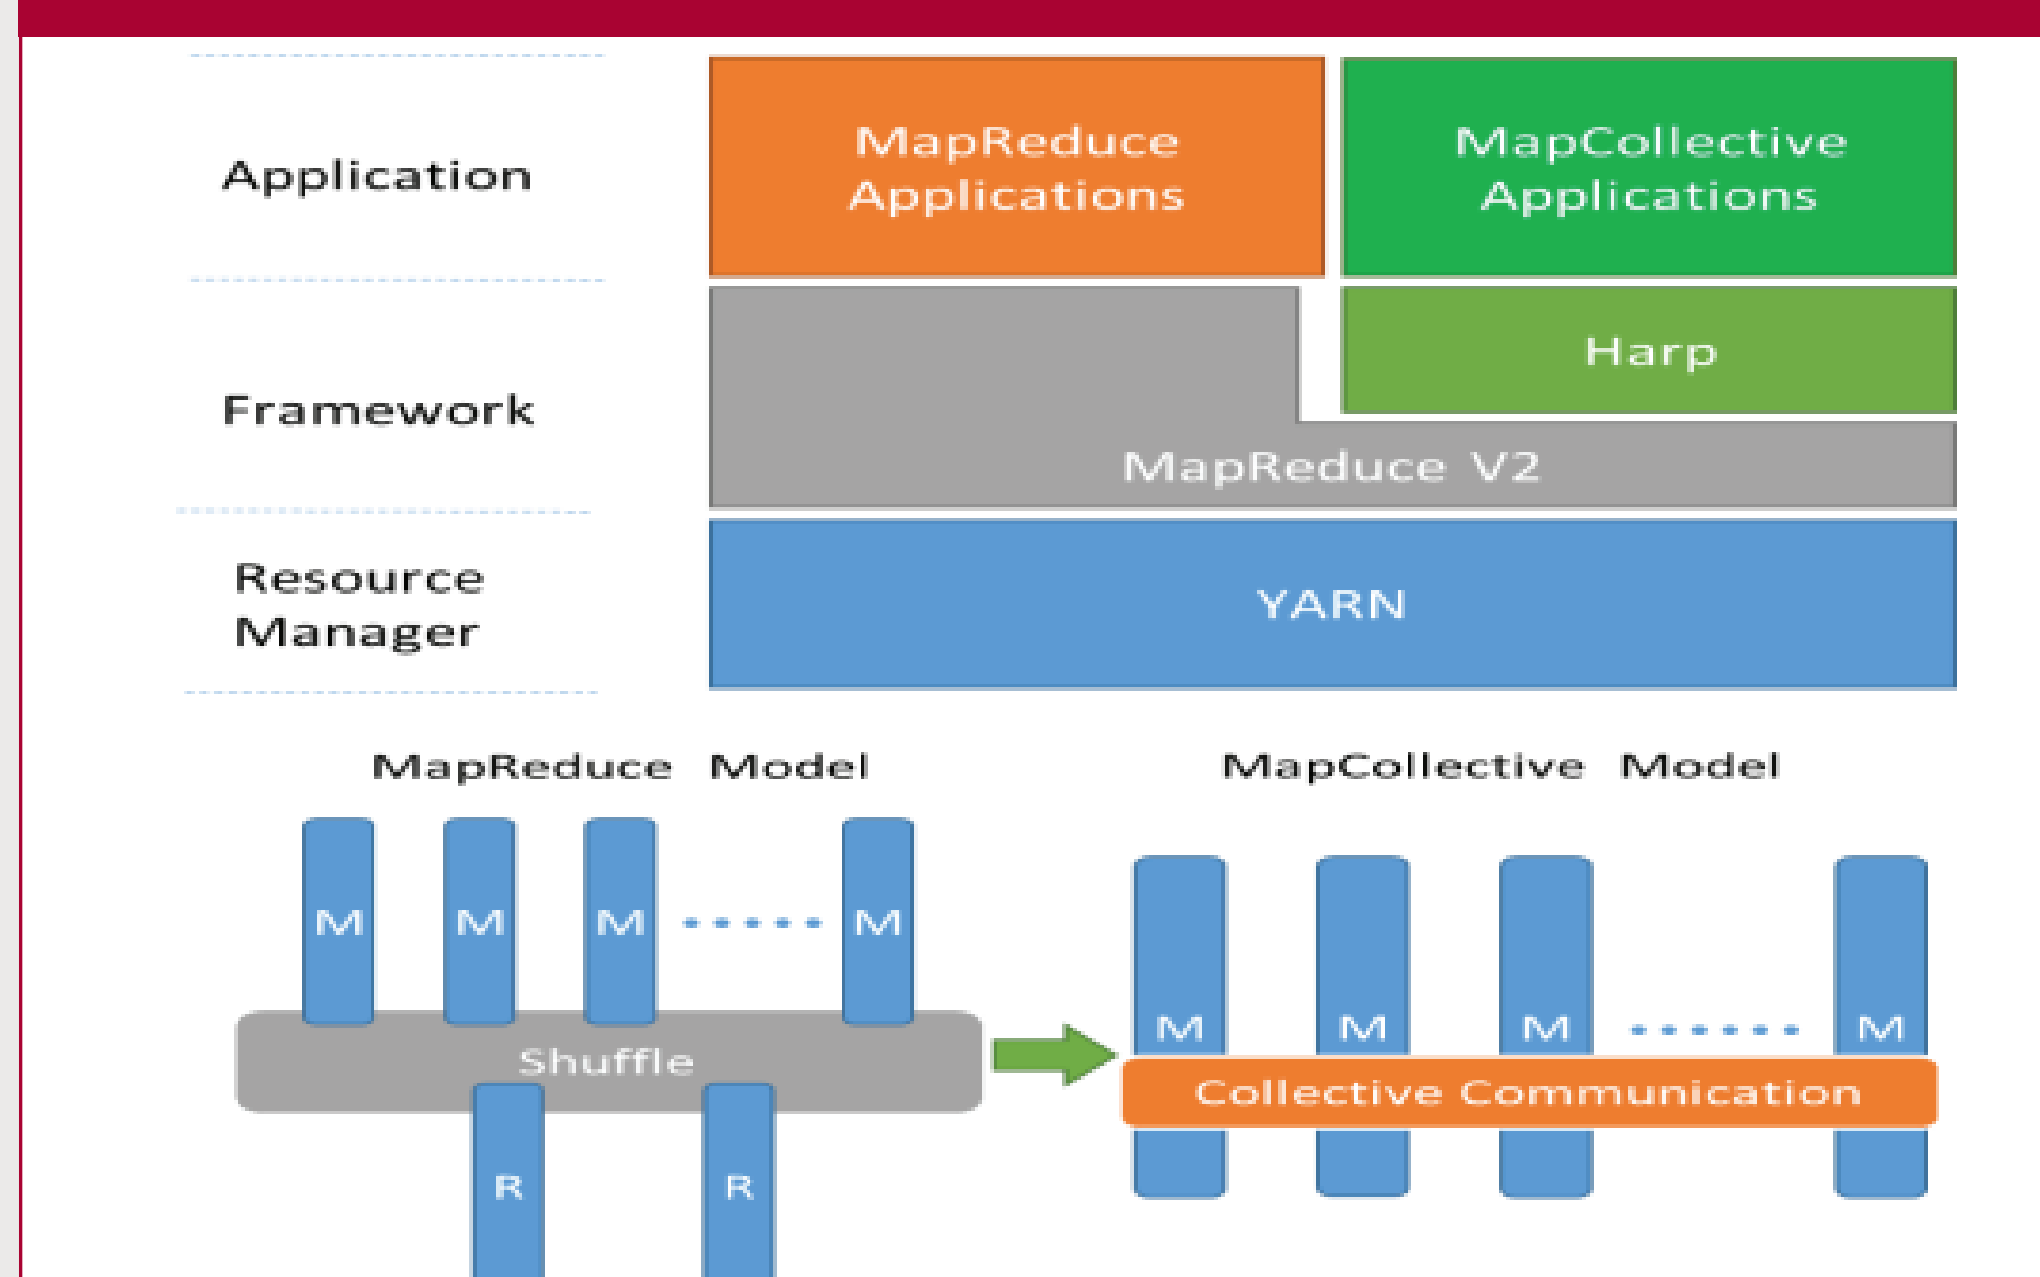 Application
MapReduce
Applications
MapCollective
Applications
Framework
Harp
MapReduce V2
Resource
Manager
YARN
MapReduce Model
M M M M
Shuffle
R R
MapCollective Model
M M M M
Collective Communication